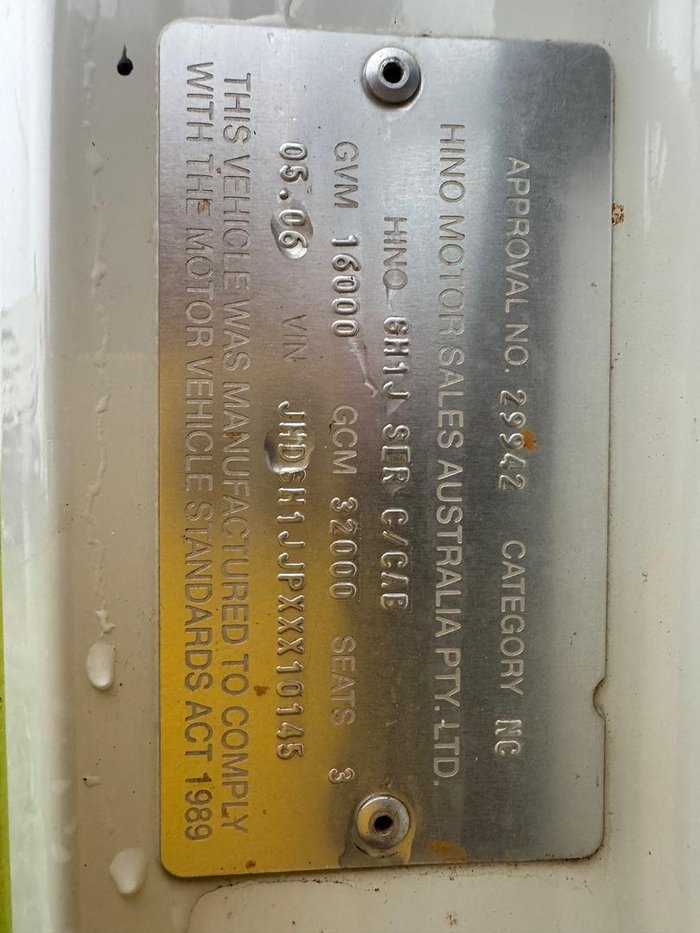 APPROVAL NO. 29942 CATEGORY NC
HINO MOTOR SALES AUSTRALIA PTY. LTD.
HINO GH1J SER C/CAB
GVM 16000 GCM 32000 SEATS 3
05.06 VIN JHDGH1JJPXXX10145
THIS VEHICLE WAS MANUFACTURED TO COMPLY
WITH THE MOTOR VEHICLE STANDARDS ACT 1989